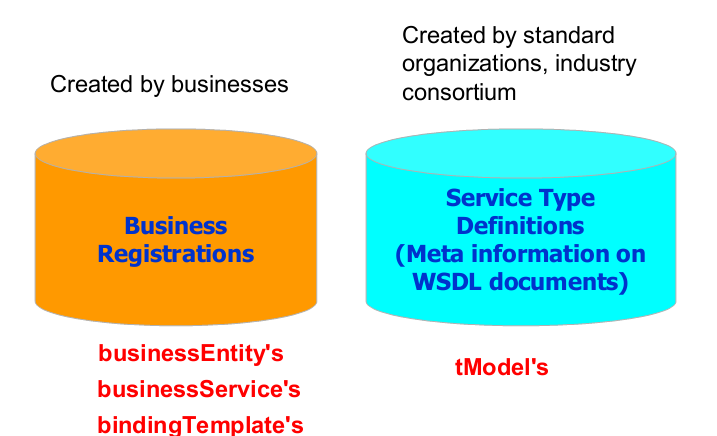 Created by businesses
Created by standard
organizations, industry
consortium
Business
Registrations
Service Type
Definitions
(Meta information on
WSDL documents)
businessEntity's
businessService's
bindingTemplate's
tModel's